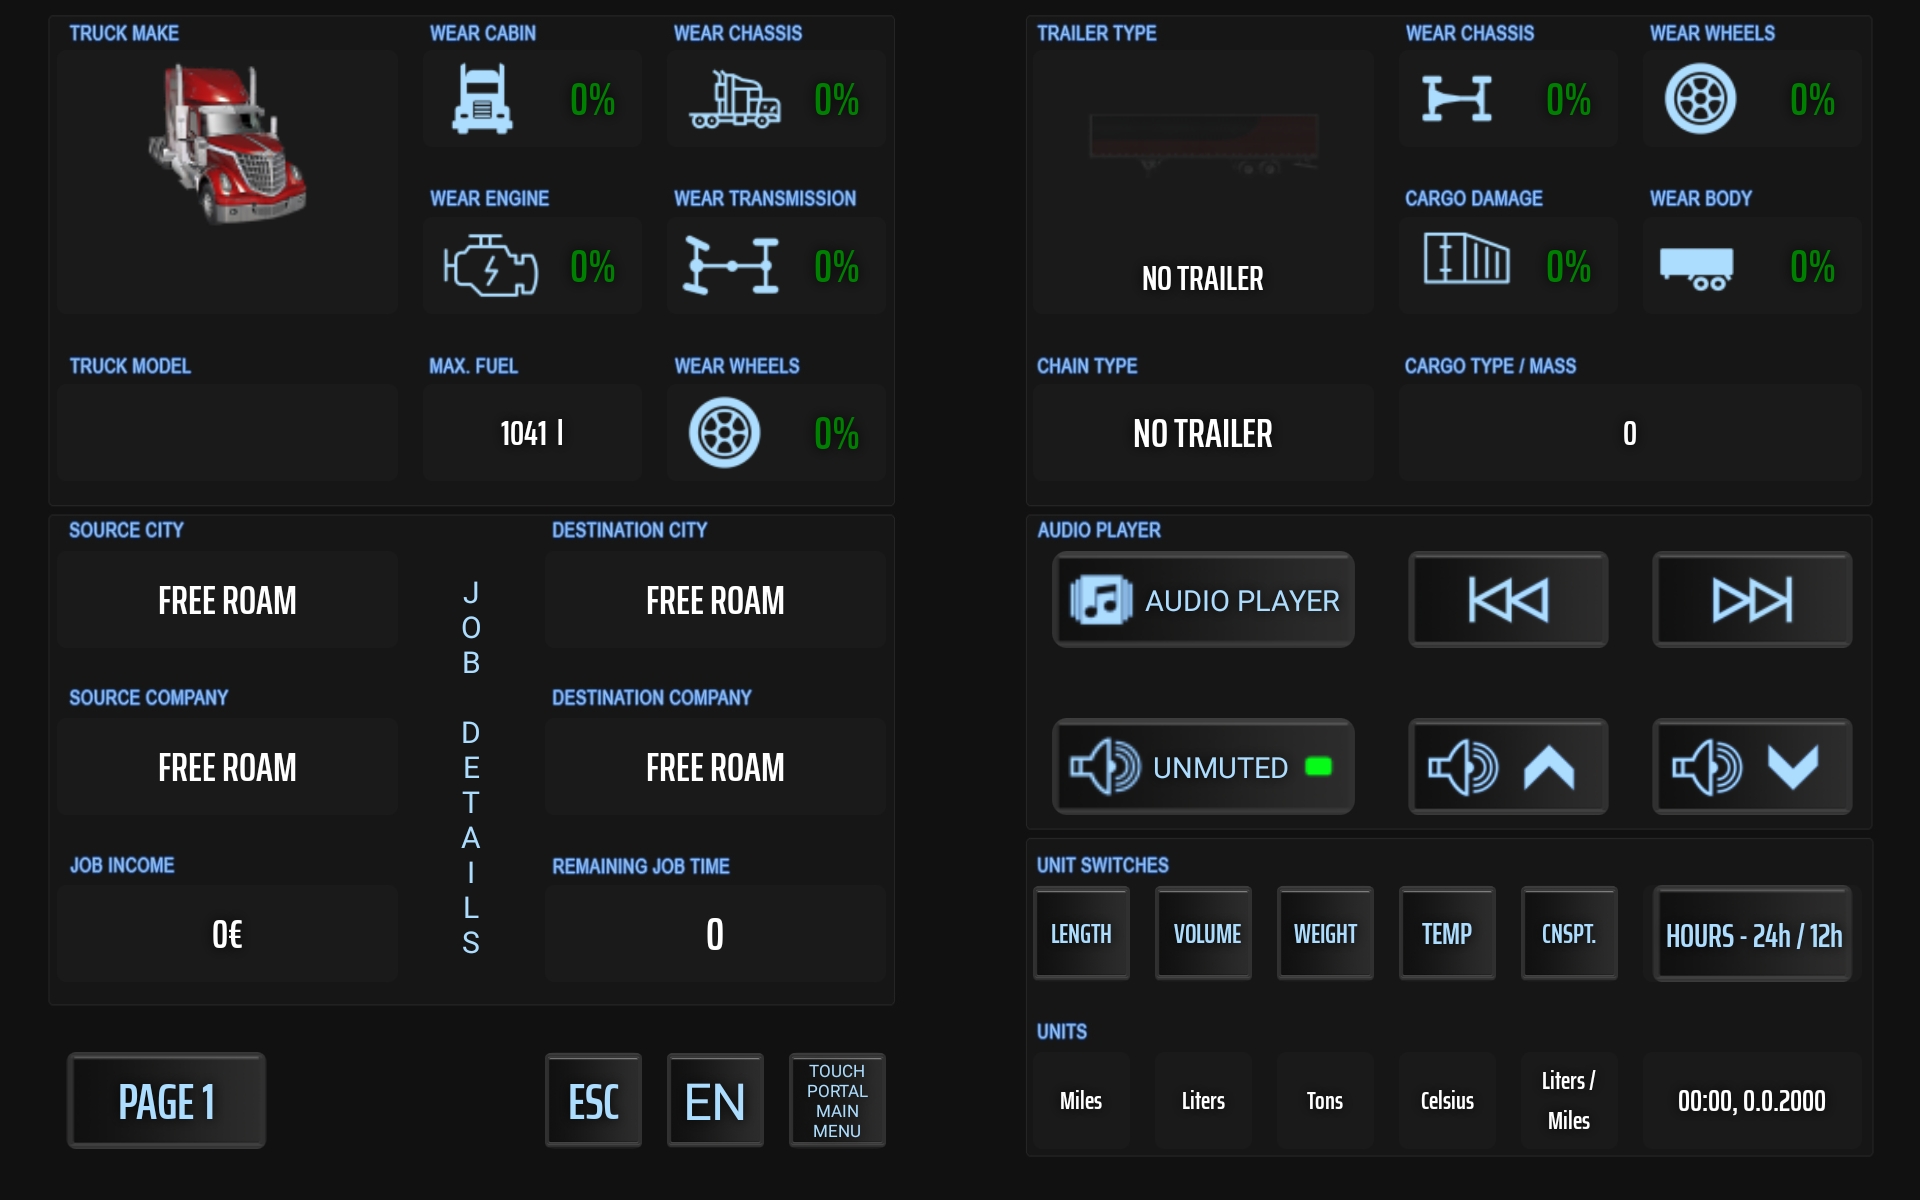 TRUCK MAKE
WEAR CABIN
WEAR CHASSIS
0%
0%
WEAR ENGINE
WEAR TRANSMISSION
0%
0%
TRUCK MODEL
MAX. FUEL
WEAR WHEELS
1041 l
0%
TRAILER TYPE
WEAR CHASSIS
WEAR WHEELS
0%
0%
CARGO DAMAGE
WEAR BODY
NO TRAILER
0%
0%
CHAIN TYPE
CARGO TYPE / MASS
NO TRAILER
0
SOURCE CITY
DESTINATION CITY
FREE ROAM
FREE ROAM
JOB DETAILS
SOURCE COMPANY
DESTINATION COMPANY
FREE ROAM
FREE ROAM
JOB INCOME
REMAINING JOB TIME
0€
0
AUDIO PLAYER
AUDIO PLAYER
UNMUTED
UNIT SWITCHES
LENGTH
VOLUME
WEIGHT
TEMP
CNSPT.
HOURS - 24h / 12h
UNITS
Miles
Liters
Tons
Celsius
Liters /
Miles
00:00, 0.0.2000
PAGE 1
ESC
EN
TOUCH
PORTAL
MAIN
MENU